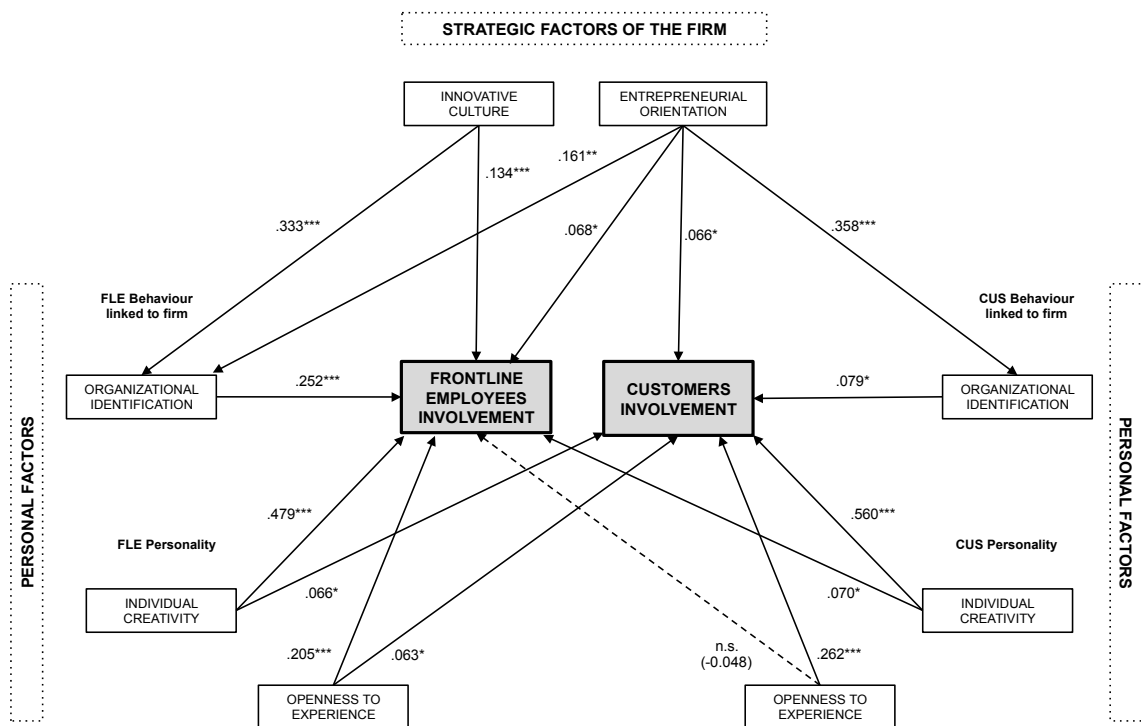 STRATEGIC FACTORS OF THE FIRM
INNOVATIVE
CULTURE
ENTREPRENEURIAL
ORIENTATION
.161**
.134***
.333***
.068*
.066*
.358***
PERSONAL FACTORS
FLE Behaviour
linked to firm
CUS Behaviour
linked to firm
PERSONAL FACTORS
ORGANIZATIONAL
IDENTIFICATION
.252***
FRONTLINE
EMPLOYEES
INVOLVEMENT
CUSTOMERS
INVOLVEMENT
.079*
ORGANIZATIONAL
IDENTIFICATION
.479***
.560***
FLE Personality
CUS Personality
INDIVIDUAL
CREATIVITY
.066*
.070*
INDIVIDUAL
CREATIVITY
.205***
.063*
n.s.
(-0.048)
.262***
OPENNESS TO
EXPERIENCE
OPENNESS TO
EXPERIENCE